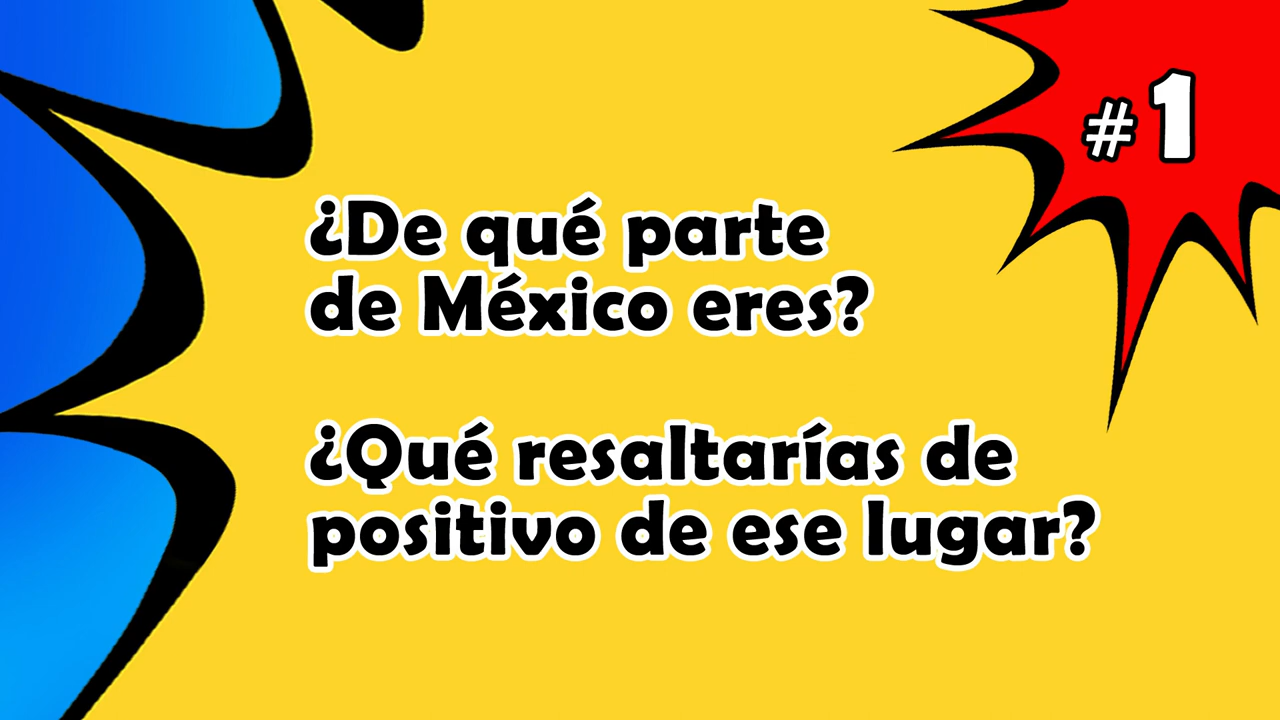 #1
¿De qué parte
de México eres?
¿Qué resaltarías de
positivo de ese lugar?